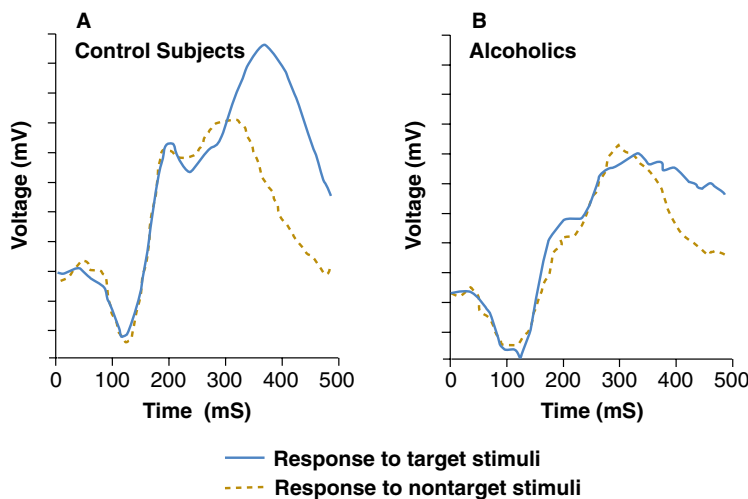 A
Control Subjects
Voltage (mV)
0 100 200 300 400 500
Time (mS)
B
Alcoholics
Voltage (mV)
0 100 200 300 400 500
Time (mS)
Response to target stimuli
Response to nontarget stimuli